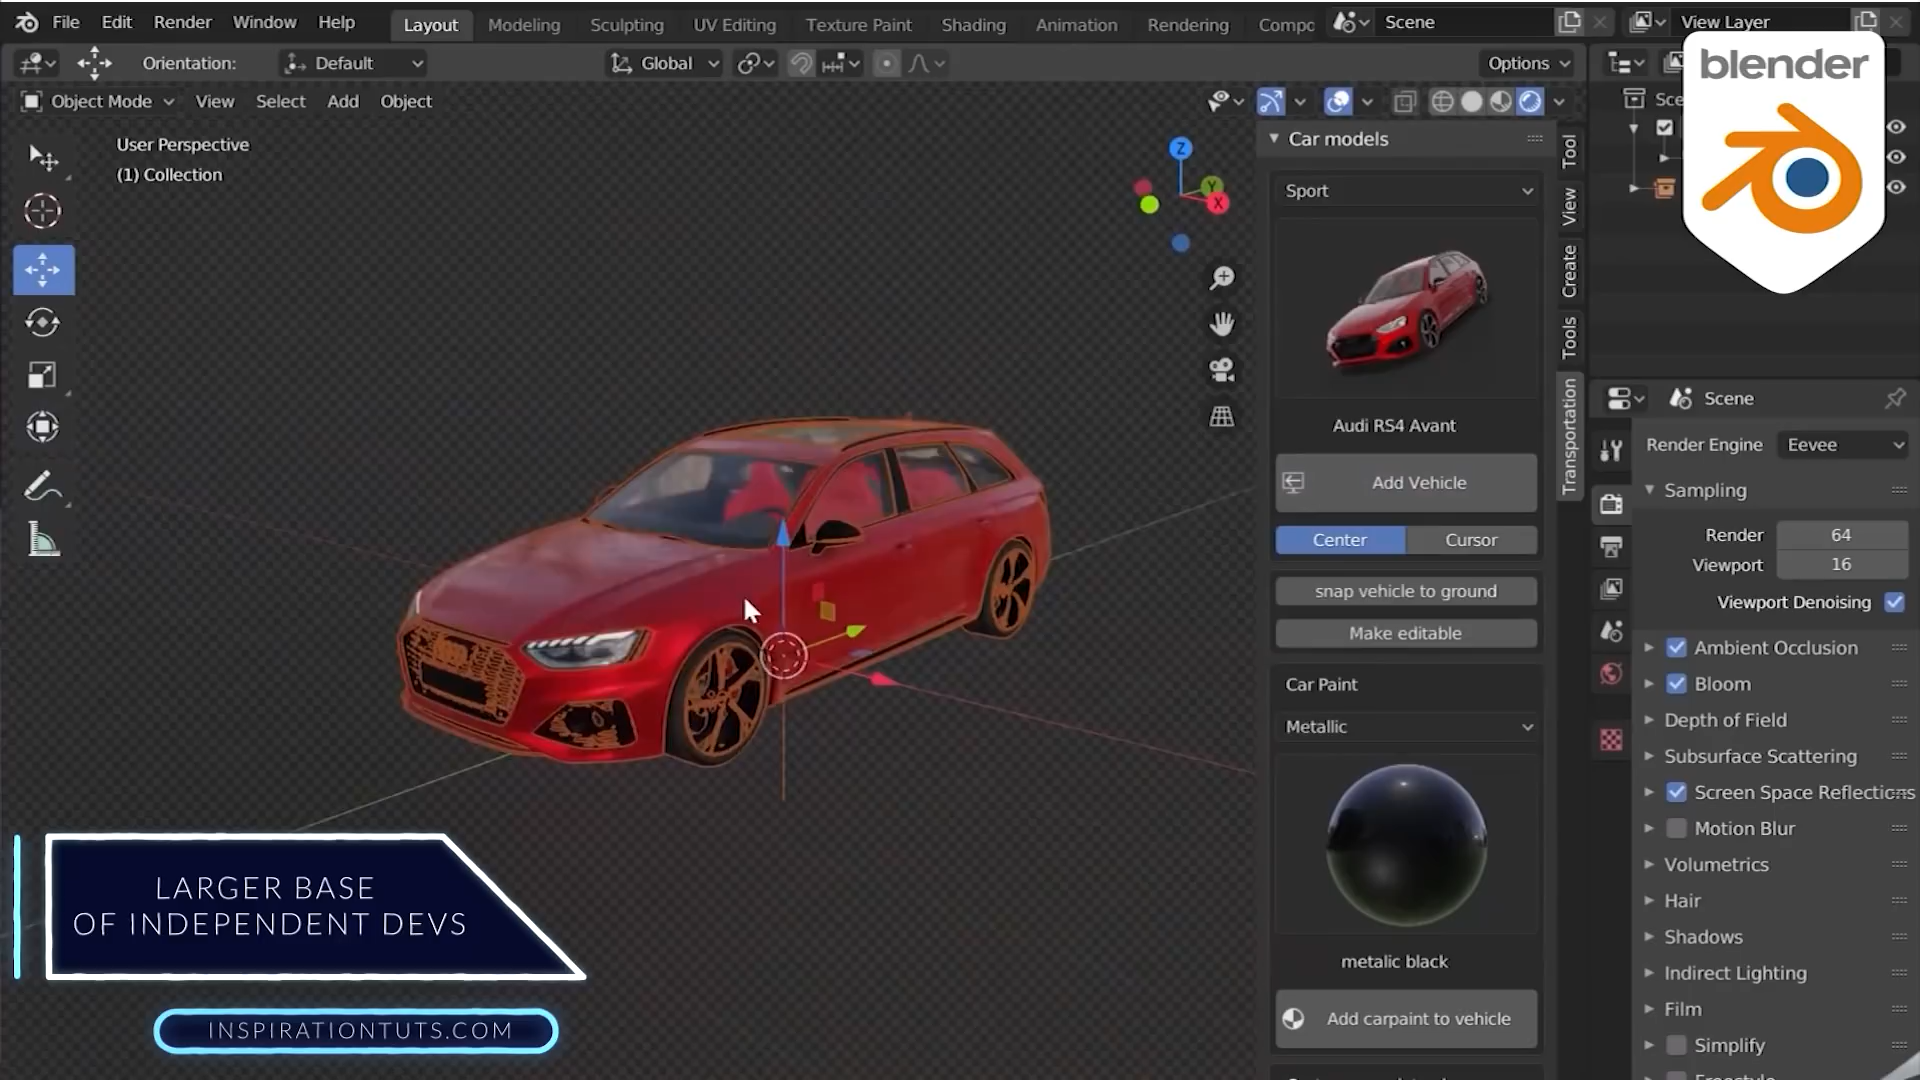 File Edit Render Window Help
Layout Modeling Sculpting UV Editing Texture Paint Shading Animation Rendering Compo
Scene
View Layer
Orientation: Default
Global
Options
Object Mode View Select Add Object
blender
User Perspective
(1) Collection
Z
Y
X
Car models
Sport
Audi RS4 Avant
Add Vehicle
Center Cursor
snap vehicle to ground
Make editable
Car Paint
Metallic
metalic black
Add carpaint to vehicle
Tool
View
Create
Tools
Transportation
Sce
Scene
Render Engine Eevee
Sampling
Render 64
Viewport 16
Viewport Denoising
Ambient Occlusion
Bloom
Depth of Field
Subsurface Scattering
Screen Space Reflections
Motion Blur
Volumetrics
Hair
Shadows
Indirect Lighting
Film
Simplify
LARGER BASE
OF INDEPENDENT DEVS
INSPIRATIONTUTS.COM